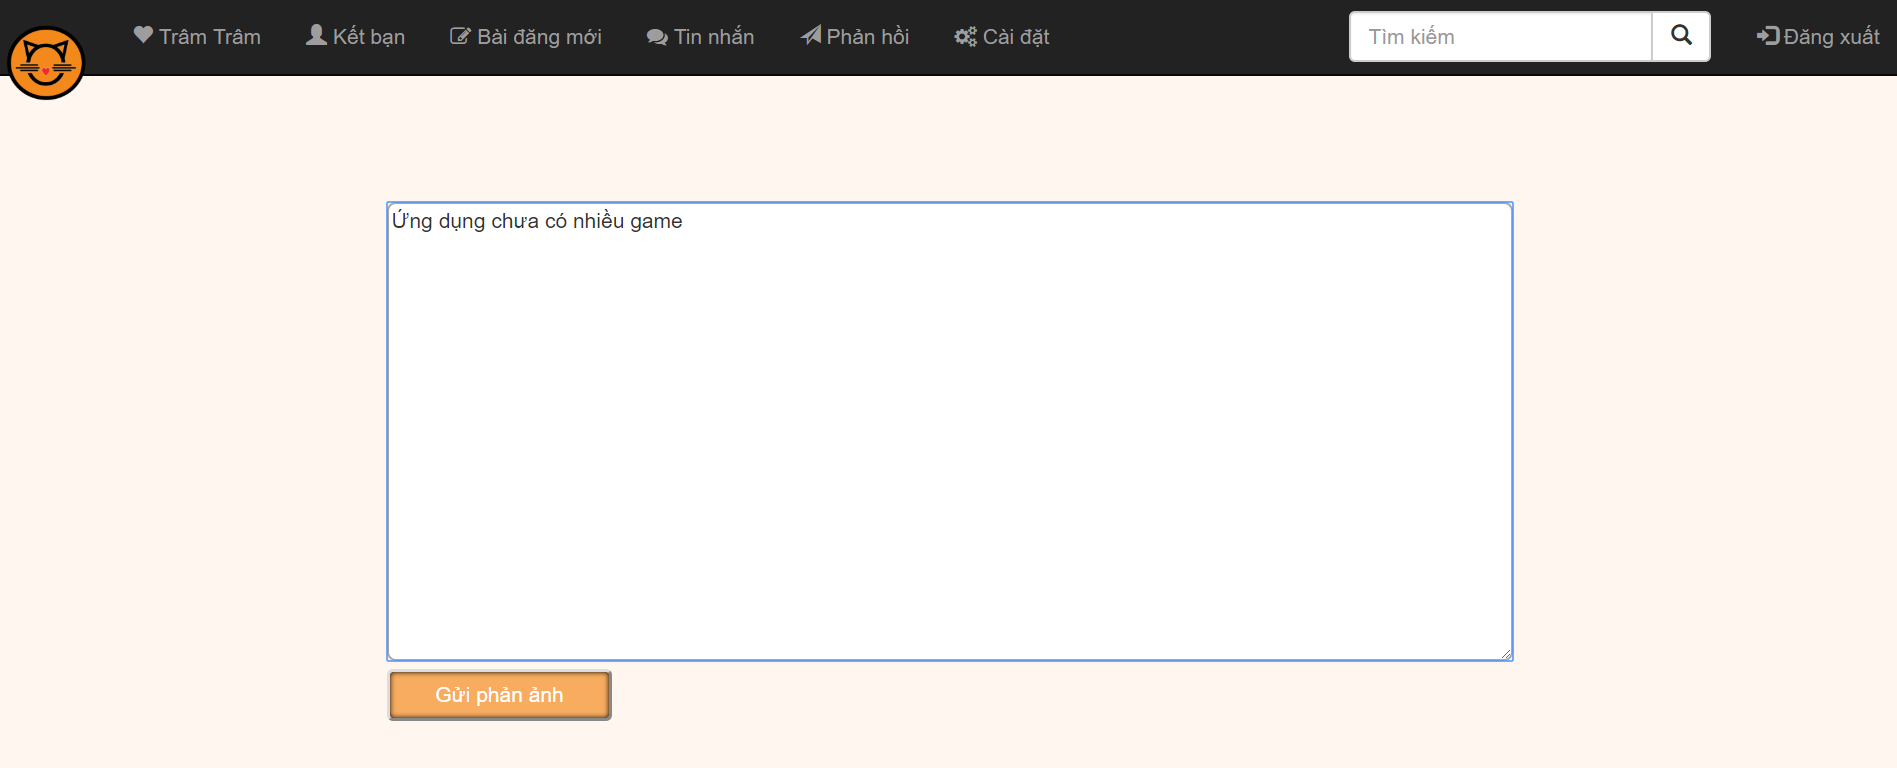 Trâm Trâm Kết bạn Bài đăng mới Tin nhắn Phản hồi Cài đặt Tìm kiếm Đăng xuất
Ứng dụng chưa có nhiều game
Gửi phản ảnh